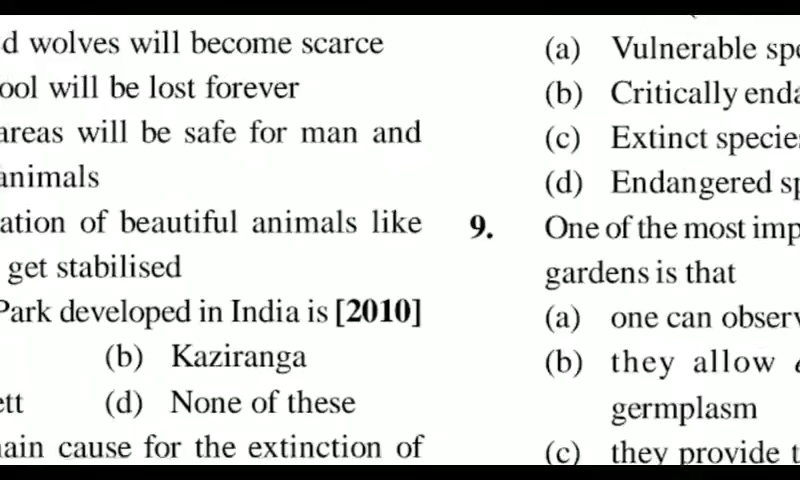 d wolves will become scarce
ool will be lost forever
areas will be safe for man and
animals
ation of beautiful animals like
get stabilised
Park developed in India is [2010]
(b) Kaziranga
ett (d) None of these
ain cause for the extinction of
(a) Vulnerable spe
(b) Critically enda
(c) Extinct specie
(d) Endangered sp
9. One of the most imp
gardens is that
(a) one can observ
(b) they allow
germplasm
(c) they provide t